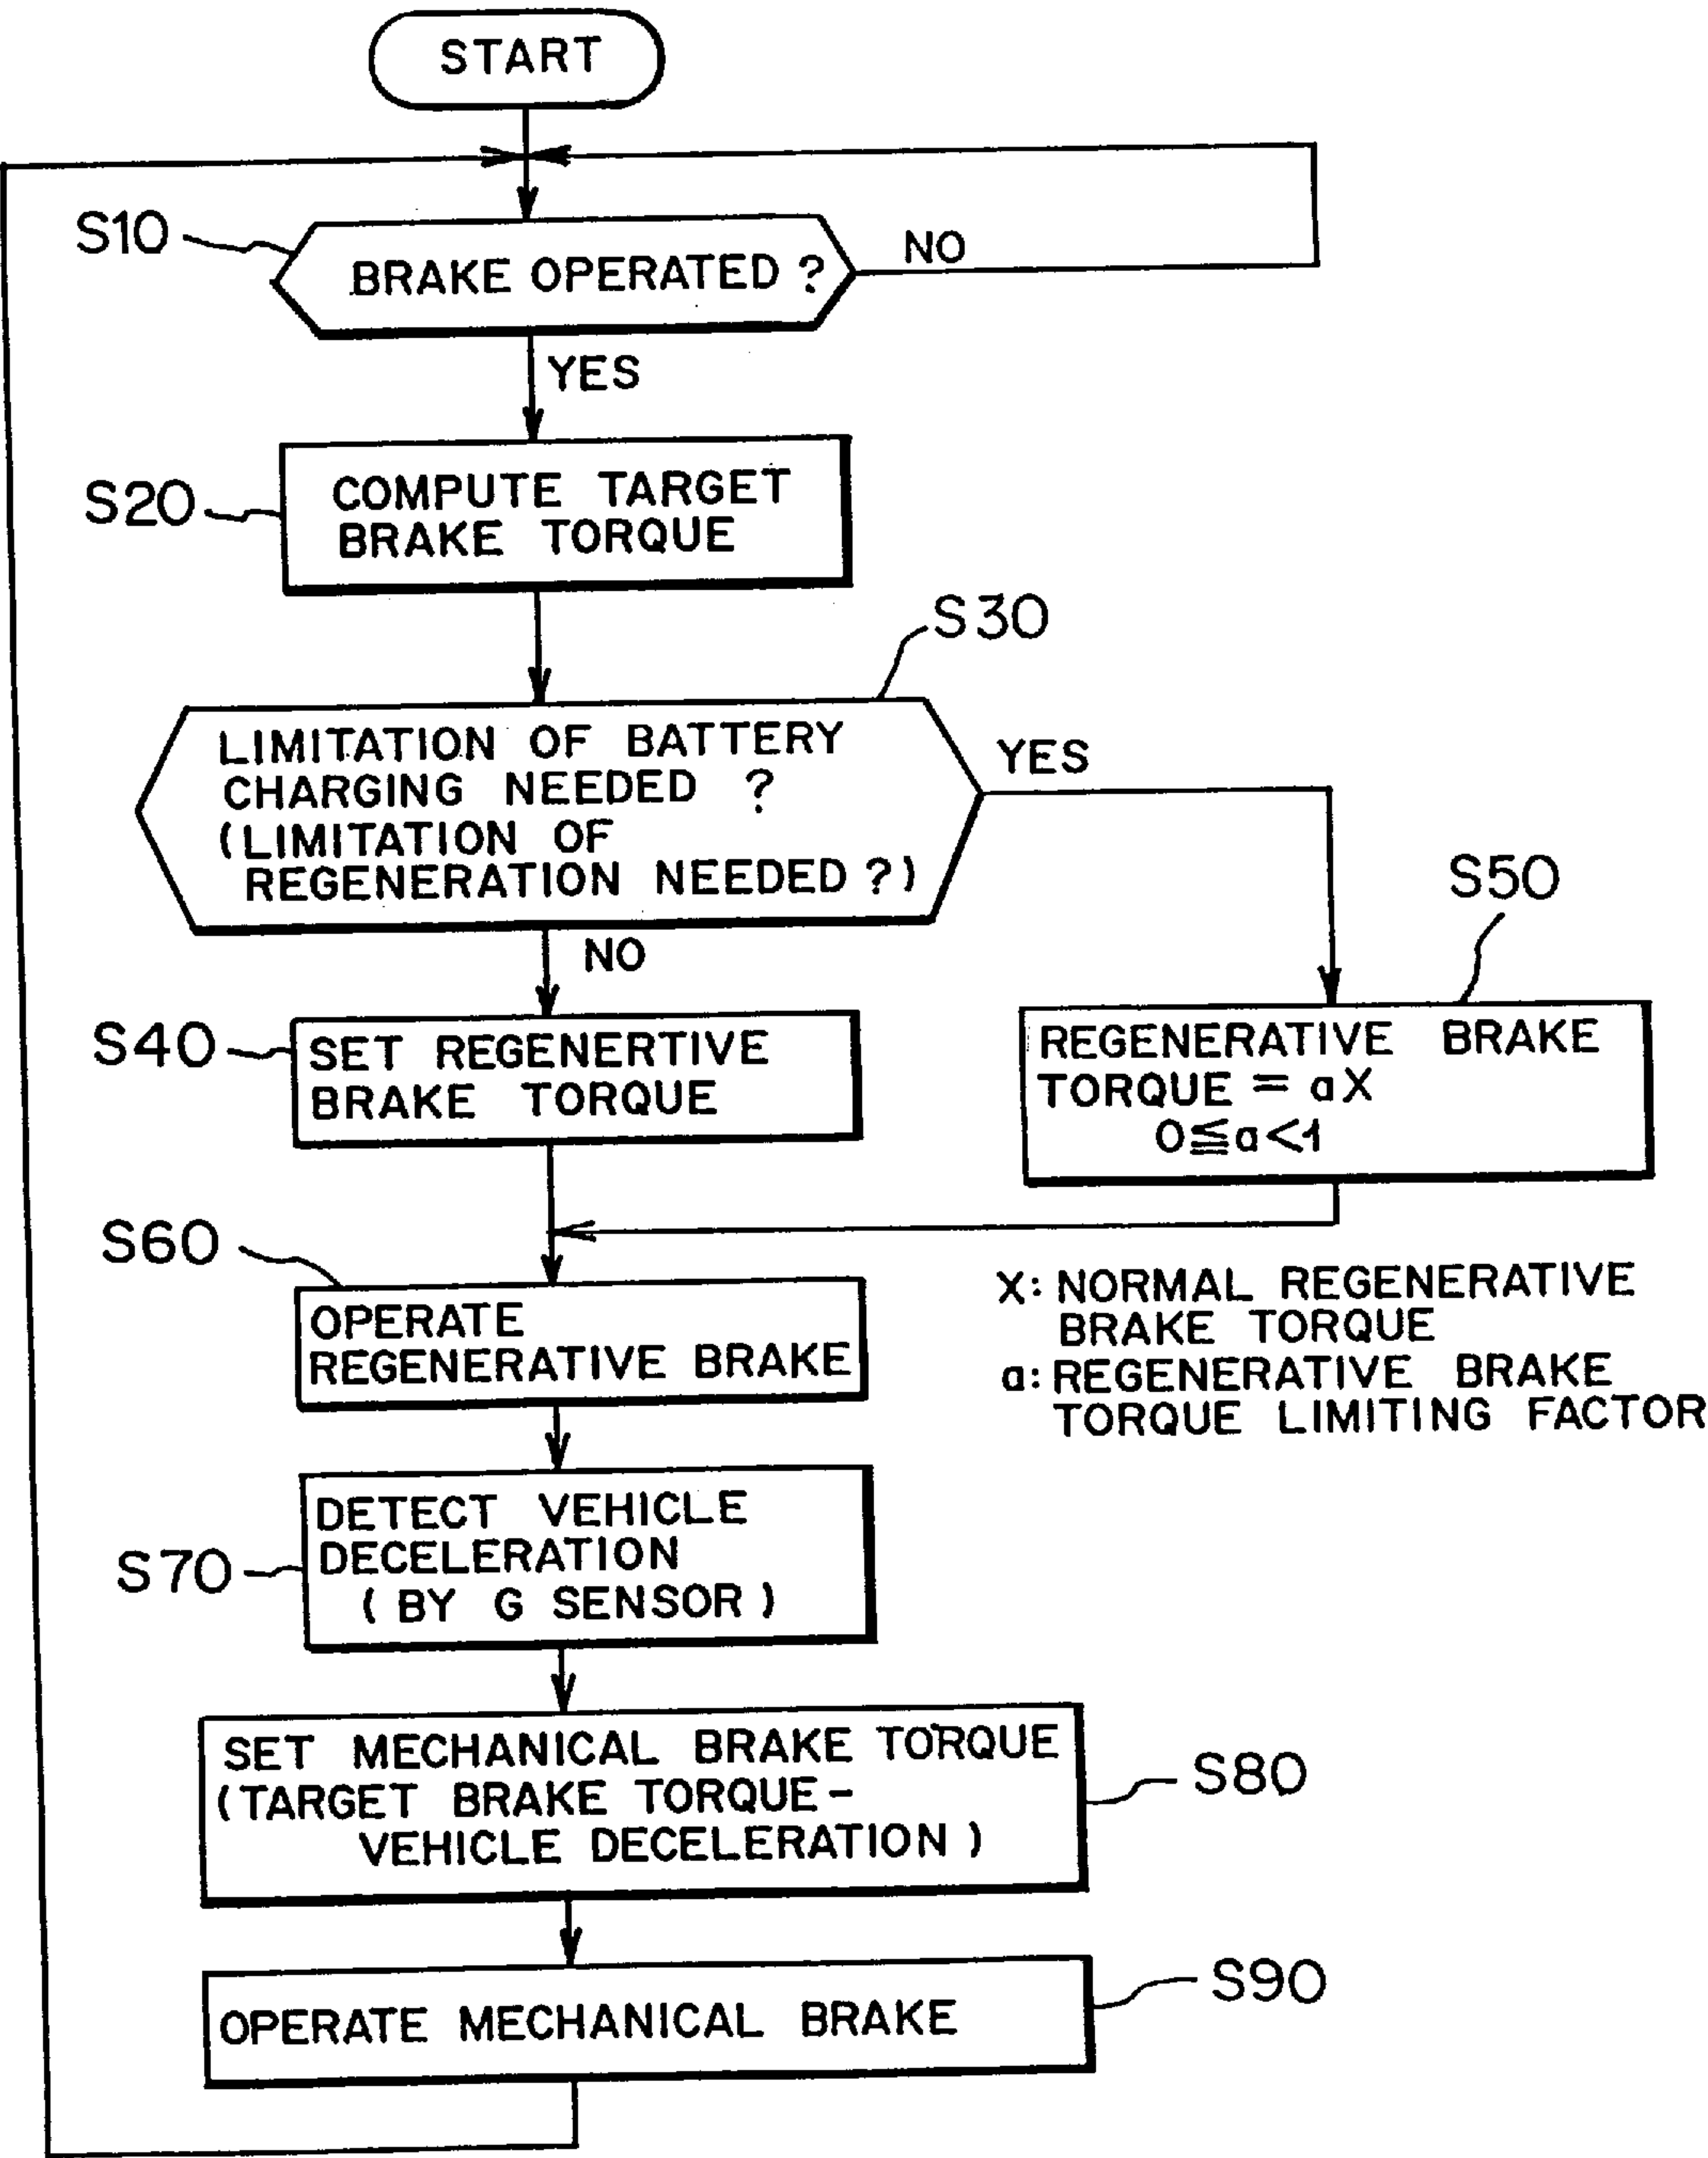 START
S10
BRAKE OPERATED ?
NO
YES
S20
COMPUTE TARGET
BRAKE TORQUE
S30
LIMITATION OF BATTERY
CHARGING NEEDED ?
(LIMITATION OF
REGENERATION NEEDED ?)
YES
NO
S40
SET REGENERTIVE
BRAKE TORQUE
S50
REGENERATIVE BRAKE
TORQUE = aX
0≦a<1
S60
OPERATE
REGENERATIVE BRAKE
X: NORMAL REGENERATIVE
BRAKE TORQUE
a: REGENERATIVE BRAKE
TORQUE LIMITING FACTOR
S70
DETECT VEHICLE
DECELERATION
( BY G SENSOR )
SET MECHANICAL BRAKE TORQUE
(TARGET BRAKE TORQUE-
VEHICLE DECELERATION )
S80
OPERATE MECHANICAL BRAKE
S90